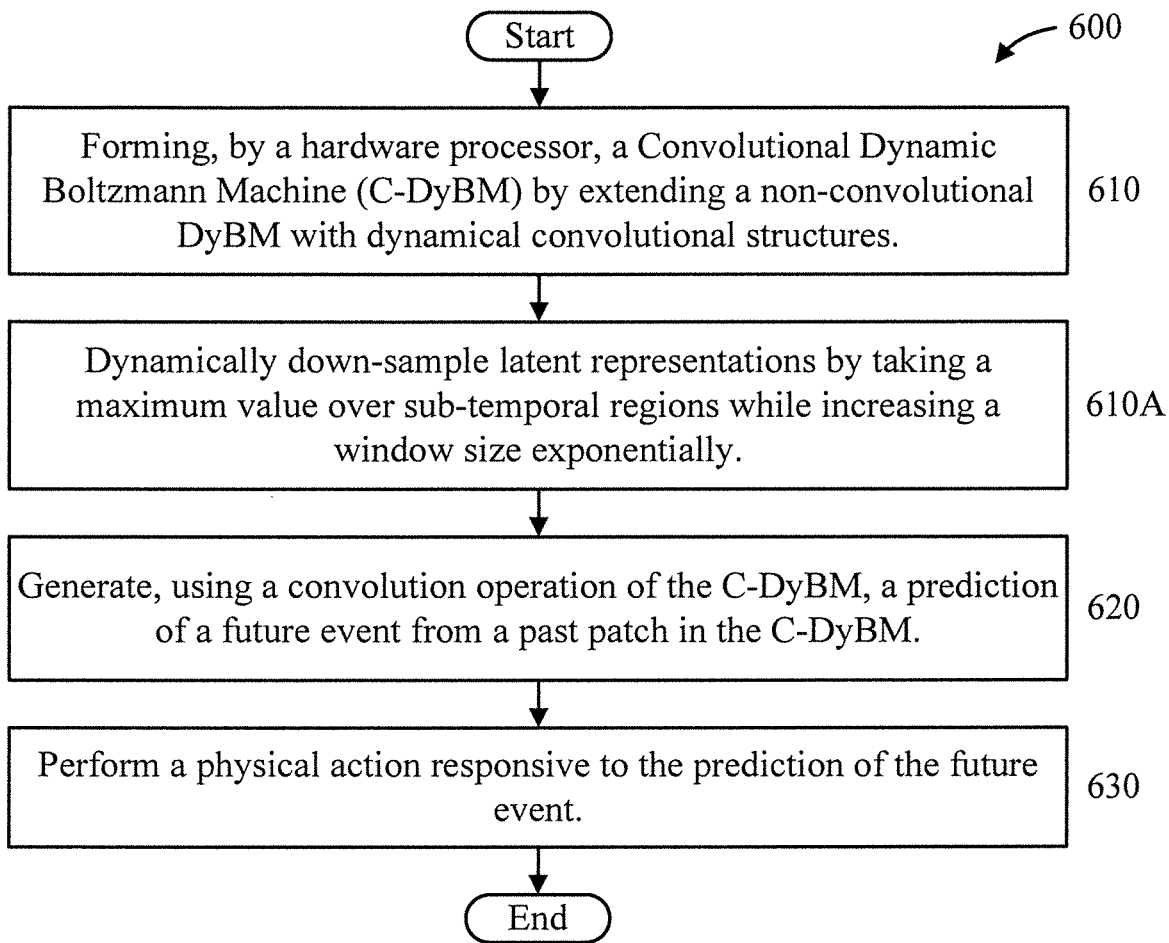 Start
600
Forming, by a hardware processor, a Convolutional Dynamic
Boltzmann Machine (C-DyBM) by extending a non-convolutional
DyBM with dynamical convolutional structures.
610
Dynamically down-sample latent representations by taking a
maximum value over sub-temporal regions while increasing a
window size exponentially.
610A
Generate, using a convolution operation of the C-DyBM, a prediction
of a future event from a past patch in the C-DyBM.
620
Perform a physical action responsive to the prediction of the future
event.
630
End